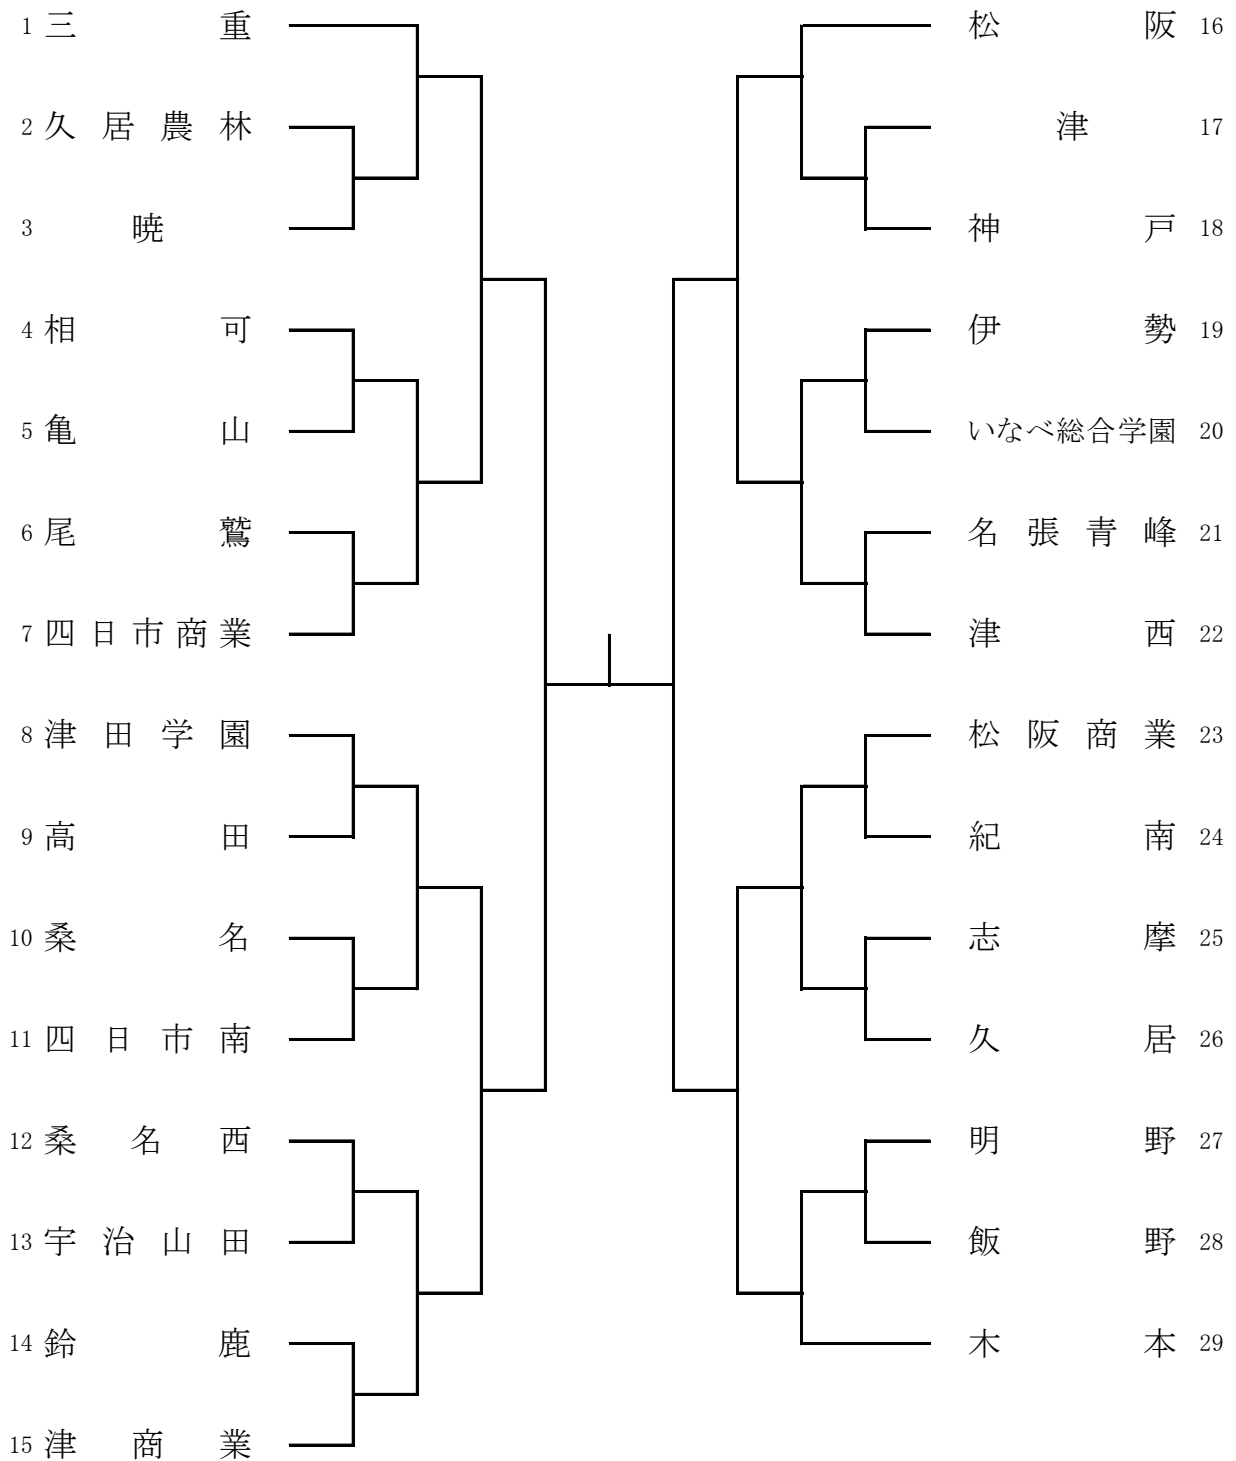 1 三重
2 久居農林
3 暁
4 相可
5 亀山
6 尾鷲
7 四日市商業
8 津田学園
9 高田
10 桑名
11 四日市南
12 桑名西
13 宇治山田
14 鈴鹿
15 津商業
松阪 16
津 17
神戸 18
伊勢 19
いなべ総合学園 20
名張青峰 21
津西 22
松阪商業 23
紀南 24
志摩 25
久居 26
明野 27
飯野 28
木本 29